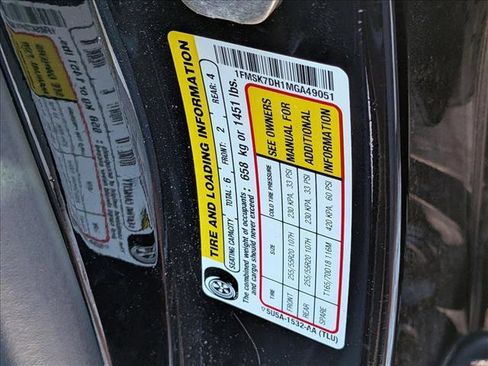 TIRE AND LOADING INFORMATION
SEATING CAPACITY TOTAL: 6 FRONT: 2 REAR: 4
The combined weight of occupants and cargo should never exceed : 658 kg or 1451 lbs.
1FMSK7DH1MGA49051
TIRE SIZE COLD TIRE PRESSURE
FRONT 255/55R20 107H 230 KPA, 33 PSI
REAR 255/55R20 107H 230 KPA, 33 PSI
SPARE T165/70D18 116M 420 KPA, 60 PSI
SEE OWNERS
MANUAL FOR
ADDITIONAL
INFORMATION
5U5A-1532-AA (TLU)